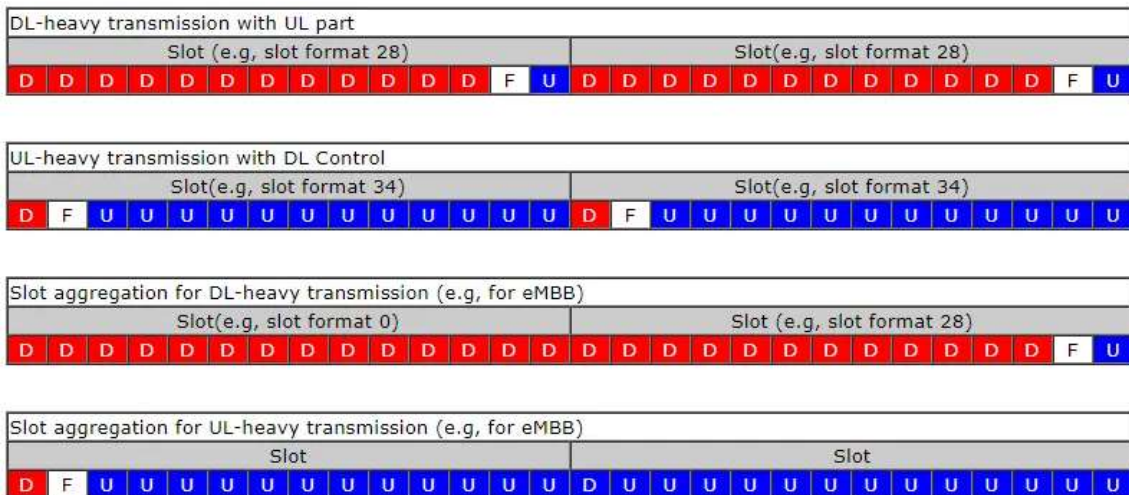 DL-heavy transmission with UL part
Slot (e.g, slot format 28) Slot(e.g, slot format 28)
D D D D D D D D D D D D F U D D D D D D D D D D D D F U
UL-heavy transmission with DL Control
Slot(e.g, slot format 34) Slot(e.g, slot format 34)
D F U U U U U U U U U U U U D F U U U U U U U U U U U U
Slot aggregation for DL-heavy transmission (e.g, for eMBB)
Slot(e.g, slot format 0) Slot (e.g, slot format 28)
D D D D D D D D D D D D D D D D D D D D D D D D D D F U
Slot aggregation for UL-heavy transmission (e.g, for eMBB)
Slot Slot
D F U U U U U U U U U U U U D U U U U U U U U U U U U U